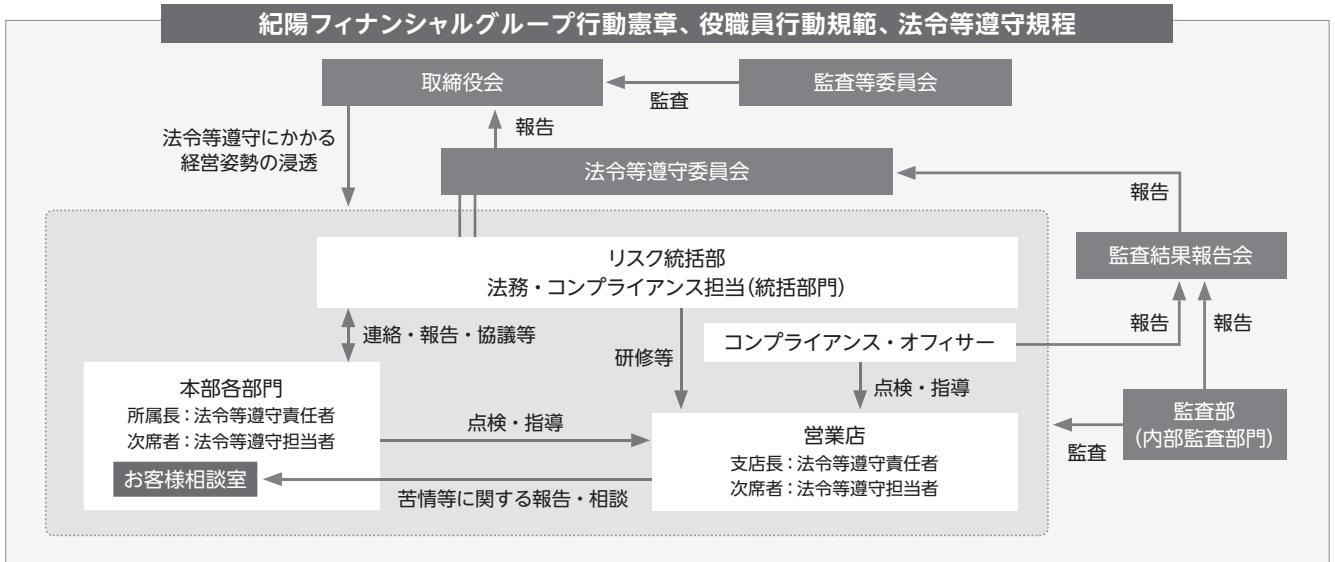 紀陽フィナンシャルグループ行動憲章、役職員行動規範、法令等遵守規程
取締役会
監査
監査等委員会
法令等遵守にかかる
経営姿勢の浸透
報告
法令等遵守委員会
報告
監査結果報告会
リスク統括部
法務・コンプライアンス担当(統括部門)
連絡・報告・協議等
研修等
コンプライアンス・オフィサー
報告
報告
点検・指導
本部各部門
所属長:法令等遵守責任者
次席者:法令等遵守担当者
お客様相談室
点検・指導
苦情等に関する報告・相談
営業店
支店長:法令等遵守責任者
次席者:法令等遵守担当者
監査
監査部
(内部監査部門)